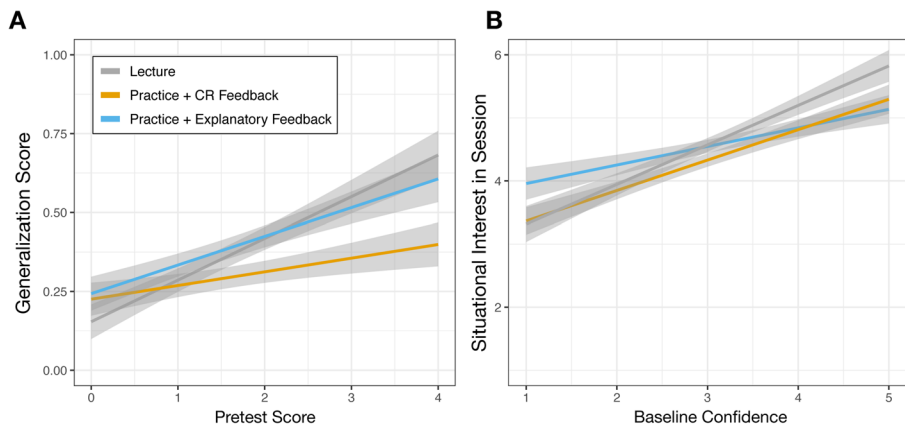 A
Generalization Score
1.00
0.75
0.50
0.25
0.00
Lecture
Practice + CR Feedback
Practice + Explanatory Feedback
0 1 2 3 4
Pretest Score
B
Situational Interest in Session
6
4
2
1 2 3 4 5
Baseline Confidence